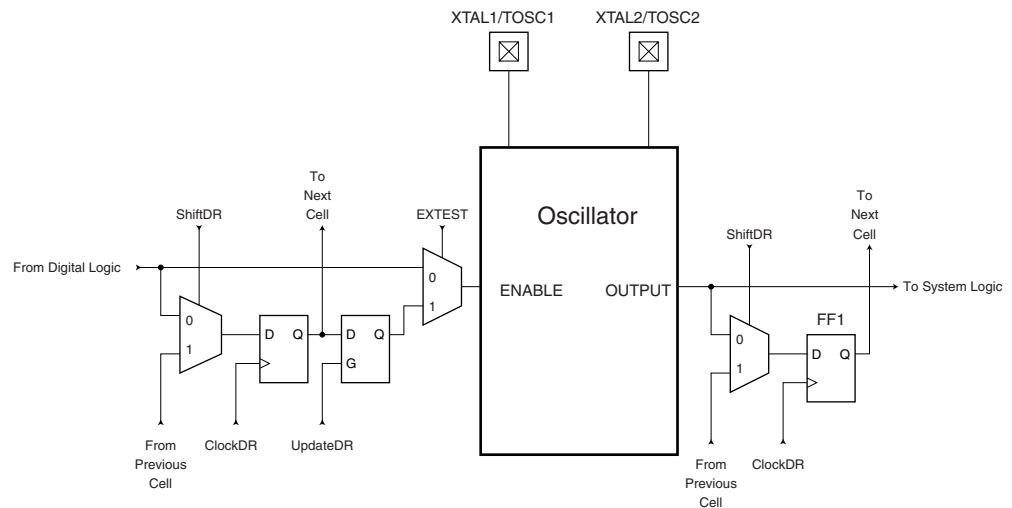 XTAL1/TOSC1
XTAL2/TOSC2
To
Next
Cell
ShiftDR
EXTEST
From Digital Logic
0
1
D Q
D Q
G
0
1
From
Previous
Cell
ClockDR
UpdateDR
Oscillator
ENABLE
OUTPUT
To
Next
Cell
ShiftDR
To System Logic
FF1
0
1
D Q
From
Previous
Cell
ClockDR